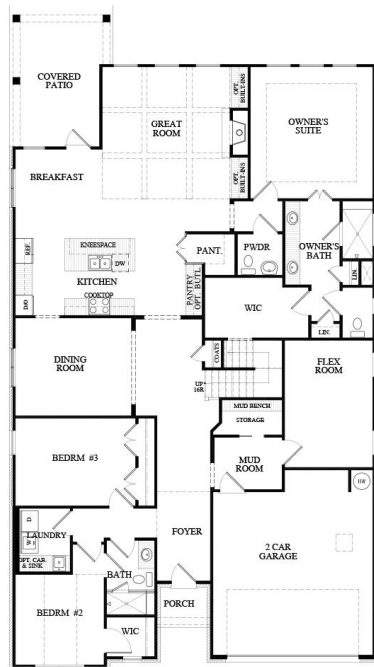 COVERED
PATIO
GREAT
ROOM
OPT.
BUILT-INS
OWNER'S
SUITE
BREAKFAST
OPT.
BUILT-INS
REF.
KNEESPACE
DW
KITCHEN
COOKTOP
D/O
PANT.
PWDR
OWNER'S
BATH
LIN.
PANTRY
OPT BUTL.
WIC
LIN.
DINING
ROOM
COATS
UP
16R
FLEX
ROOM
MUD BENCH
STORAGE
BEDRM #3
MUD
ROOM
HW
D
W
LAUNDRY
OPT. CAB.
& SINK
FOYER
2 CAR
GARAGE
BATH
BEDRM #2
WIC
PORCH